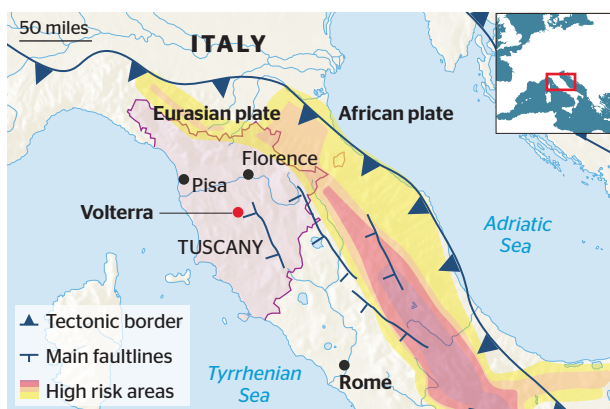 50 miles
ITALY
Eurasian plate
African plate
Florence
Pisa
Volterra
TUSCANY
Adriatic
Sea
Tectonic border
Main faultlines
High risk areas
Tyrrhenian
Sea
Rome